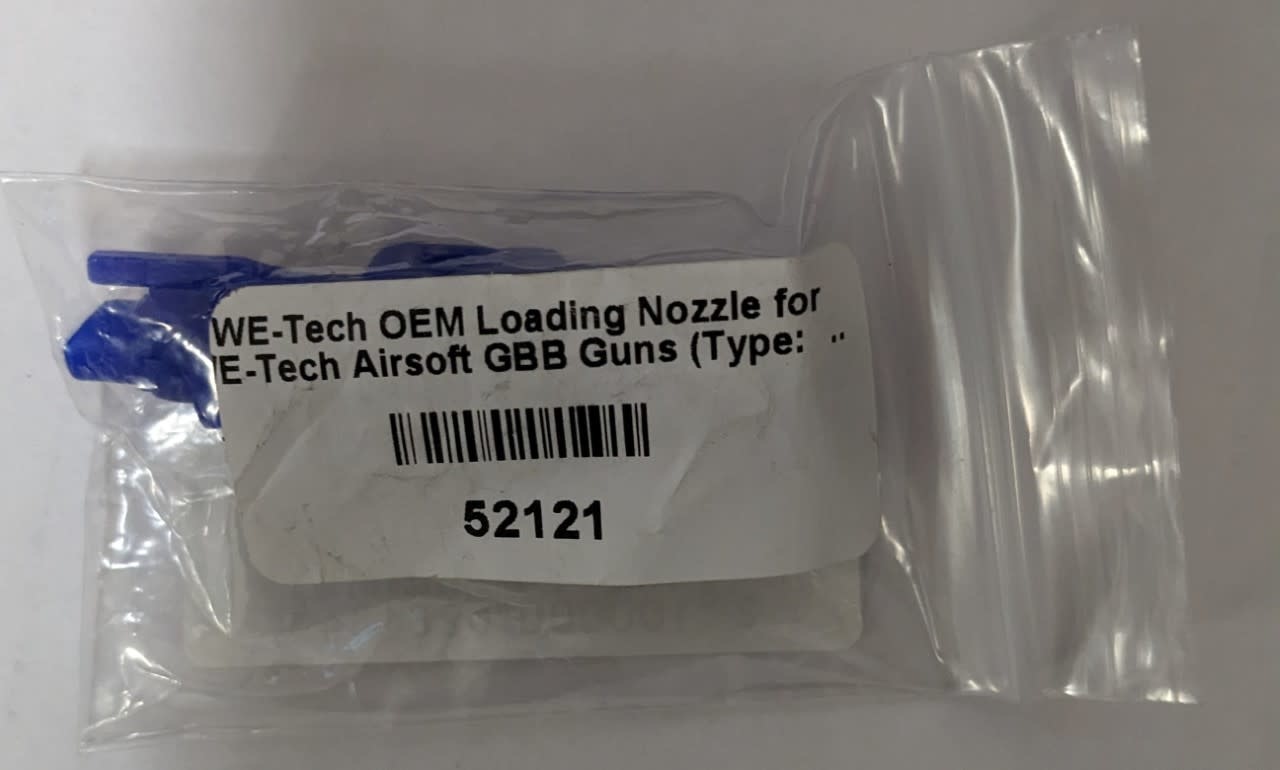 WE-Tech OEM Loading Nozzle for
E-Tech Airsoft GBB Guns (Type: ..
52121